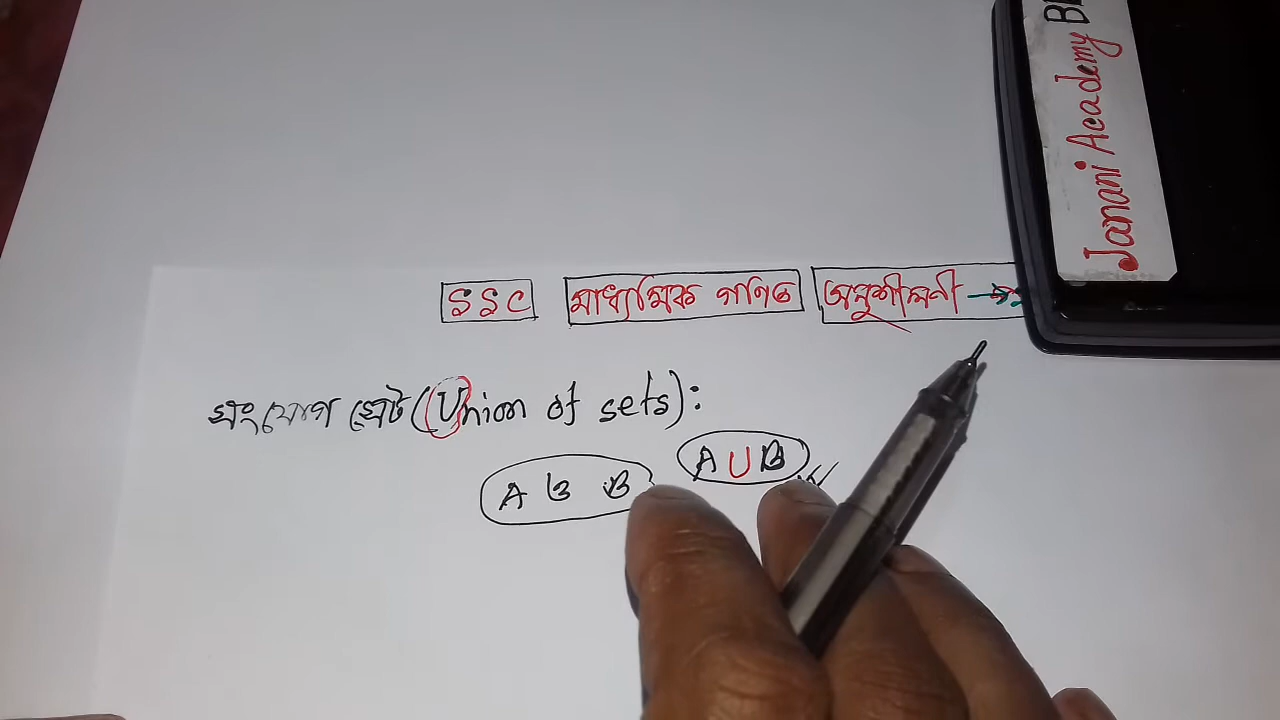 Janani Academy
SSC মাধ্যমিক গণিত অনুশীলনী →
সংযোগ সেট (Union of sets):
A ∪ B
A ও B